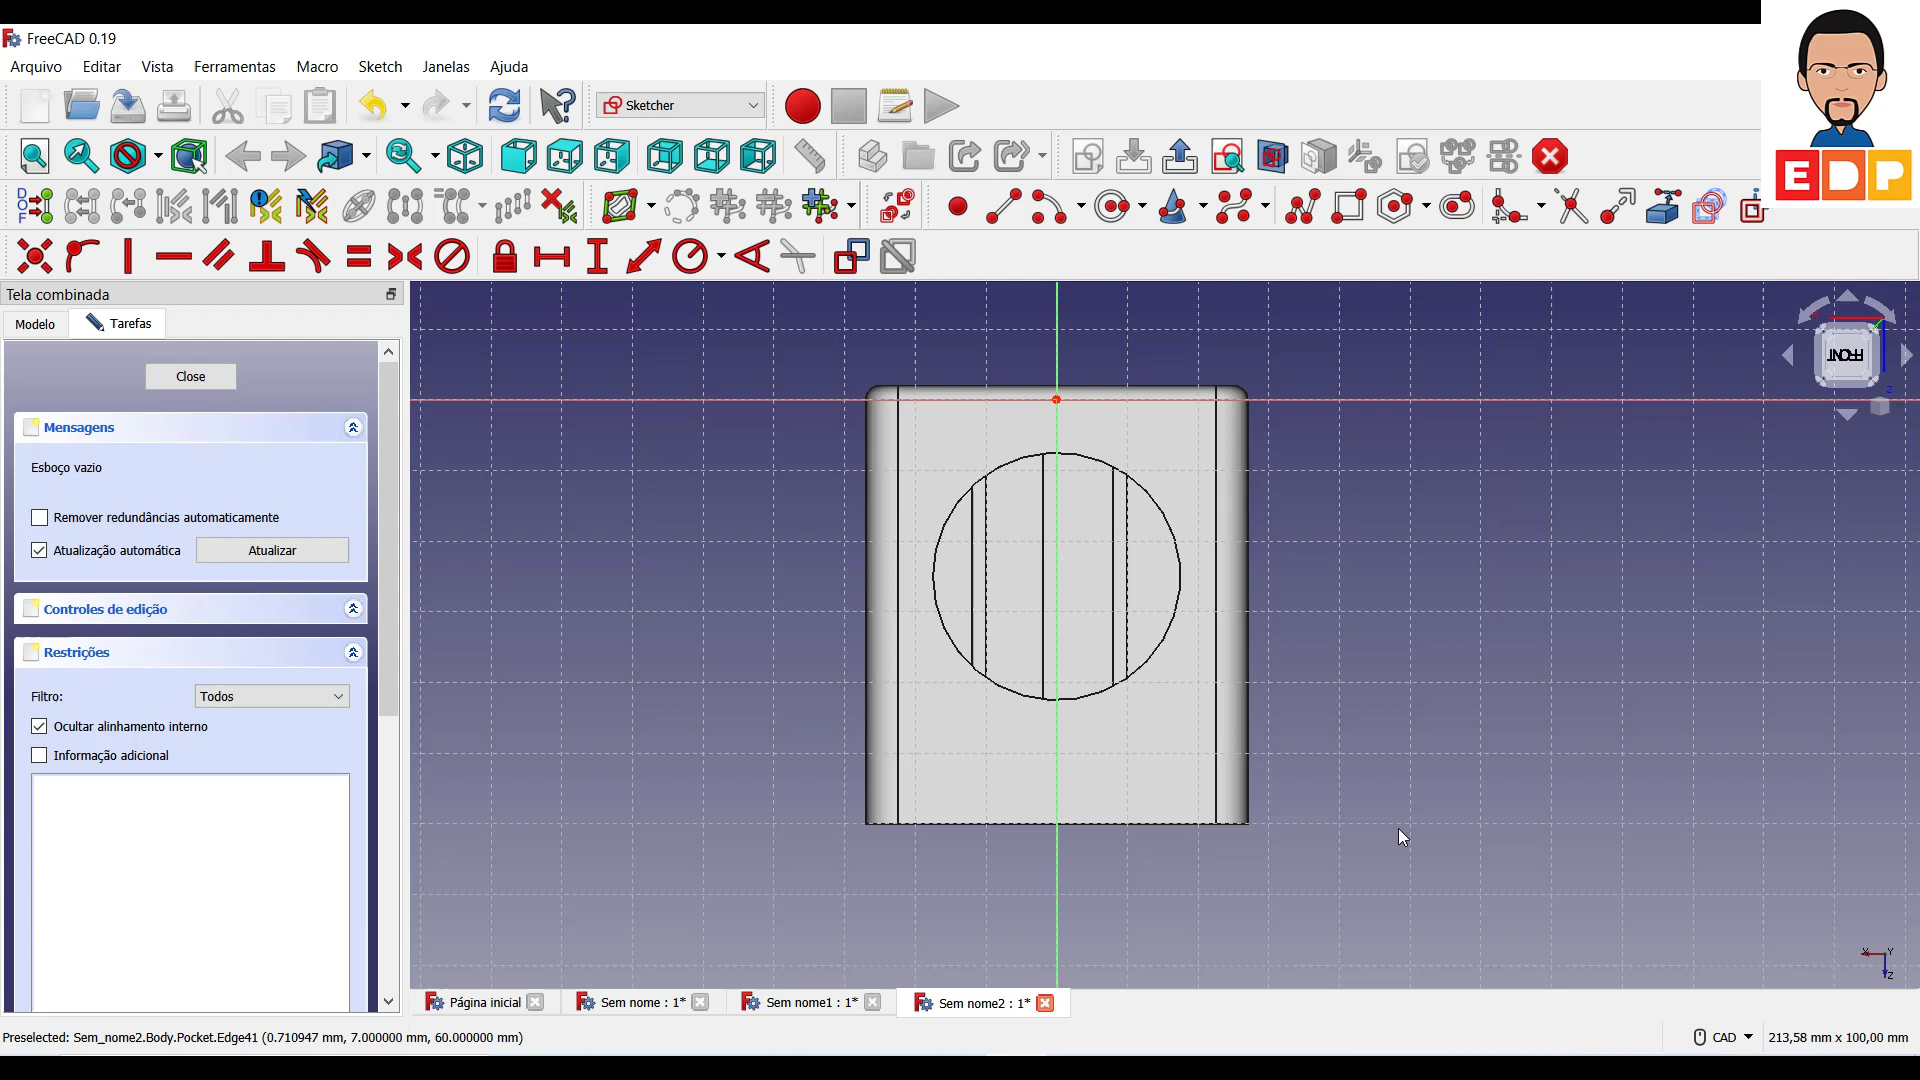 FreeCAD 0.19
Arquivo Editar Vista Ferramentas Macro Sketch Janelas Ajuda
Sketcher
EDP
DOF
Tela combinada
Modelo Tarefas
Close
Mensagens
Esboço vazio
Remover redundâncias automaticamente
Atualização automática Atualizar
Controles de edição
Restrições
Filtro: Todos
Ocultar alinhamento interno
Informação adicional
FRONT
Z
X Y
Z
Página inicial Sem nome : 1* Sem nome1 : 1* Sem nome2 : 1*
Preselected: Sem_nome2.Body.Pocket.Edge41 (0.710947 mm, 7.000000 mm, 60.000000 mm)
CAD 213,58 mm x 100,00 mm